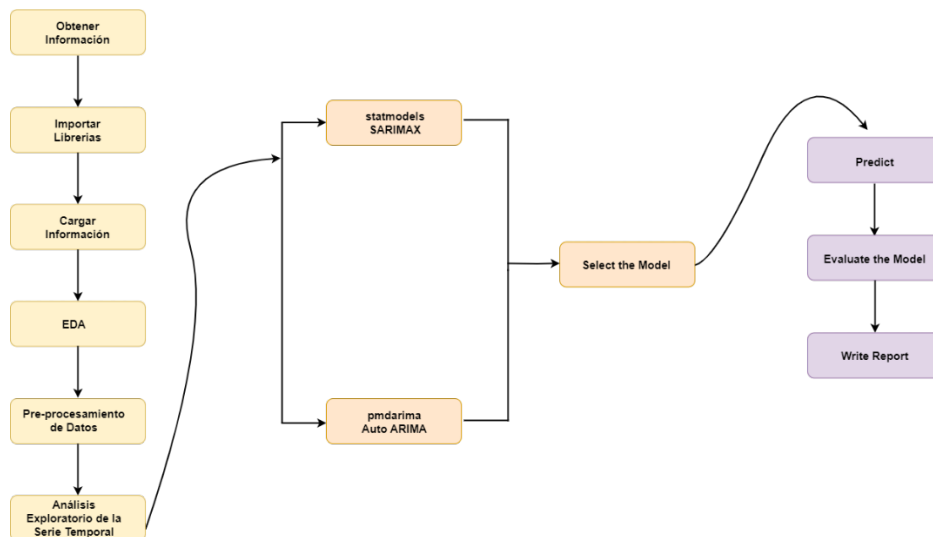 Obtener
Información
Importar
Librerias
Cargar
Información
EDA
Pre-procesamiento
de Datos
Análisis
Exploratorio de la
Serie Temporal
statmodels
SARIMAX
pmdarima
Auto ARIMA
Select the Model
Predict
Evaluate the Model
Write Report